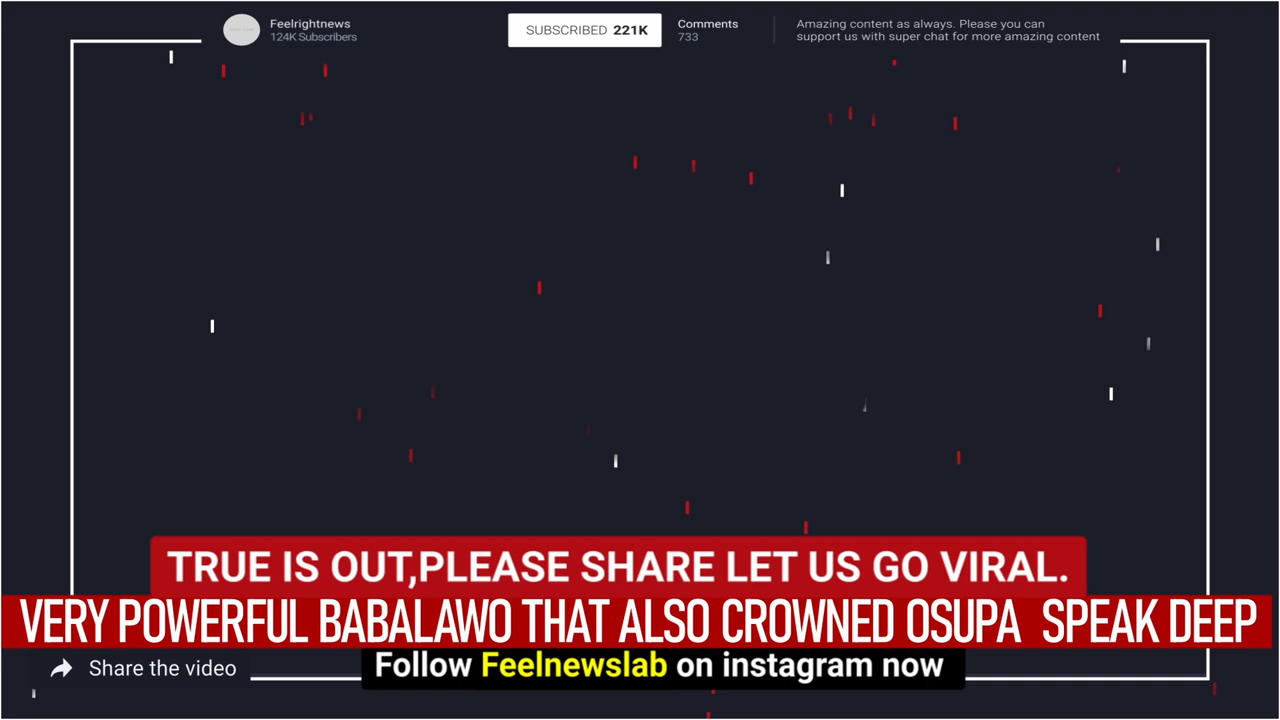 Feelrightnews
124K Subscribers
SUBSCRIBED 221K
Comments
733
Amazing content as always. Please you can
support us with super chat for more amazing content
TRUE IS OUT,PLEASE SHARE LET US GO VIRAL.
VERY POWERFUL BABALAWO THAT ALSO CROWNED OSUPA SPEAK DEEP
Share the video
Follow Feelnewslab on instagram now